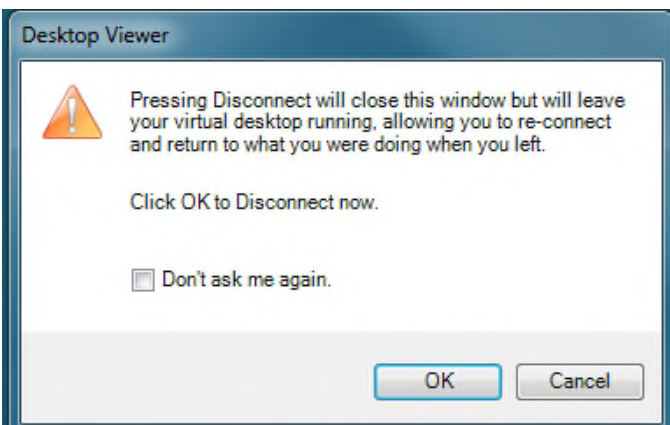 Desktop Viewer
Pressing Disconnect will close this window but will leave
your virtual desktop running, allowing you to re-connect
and return to what you were doing when you left.
Click OK to Disconnect now.
Don't ask me again.
OK Cancel